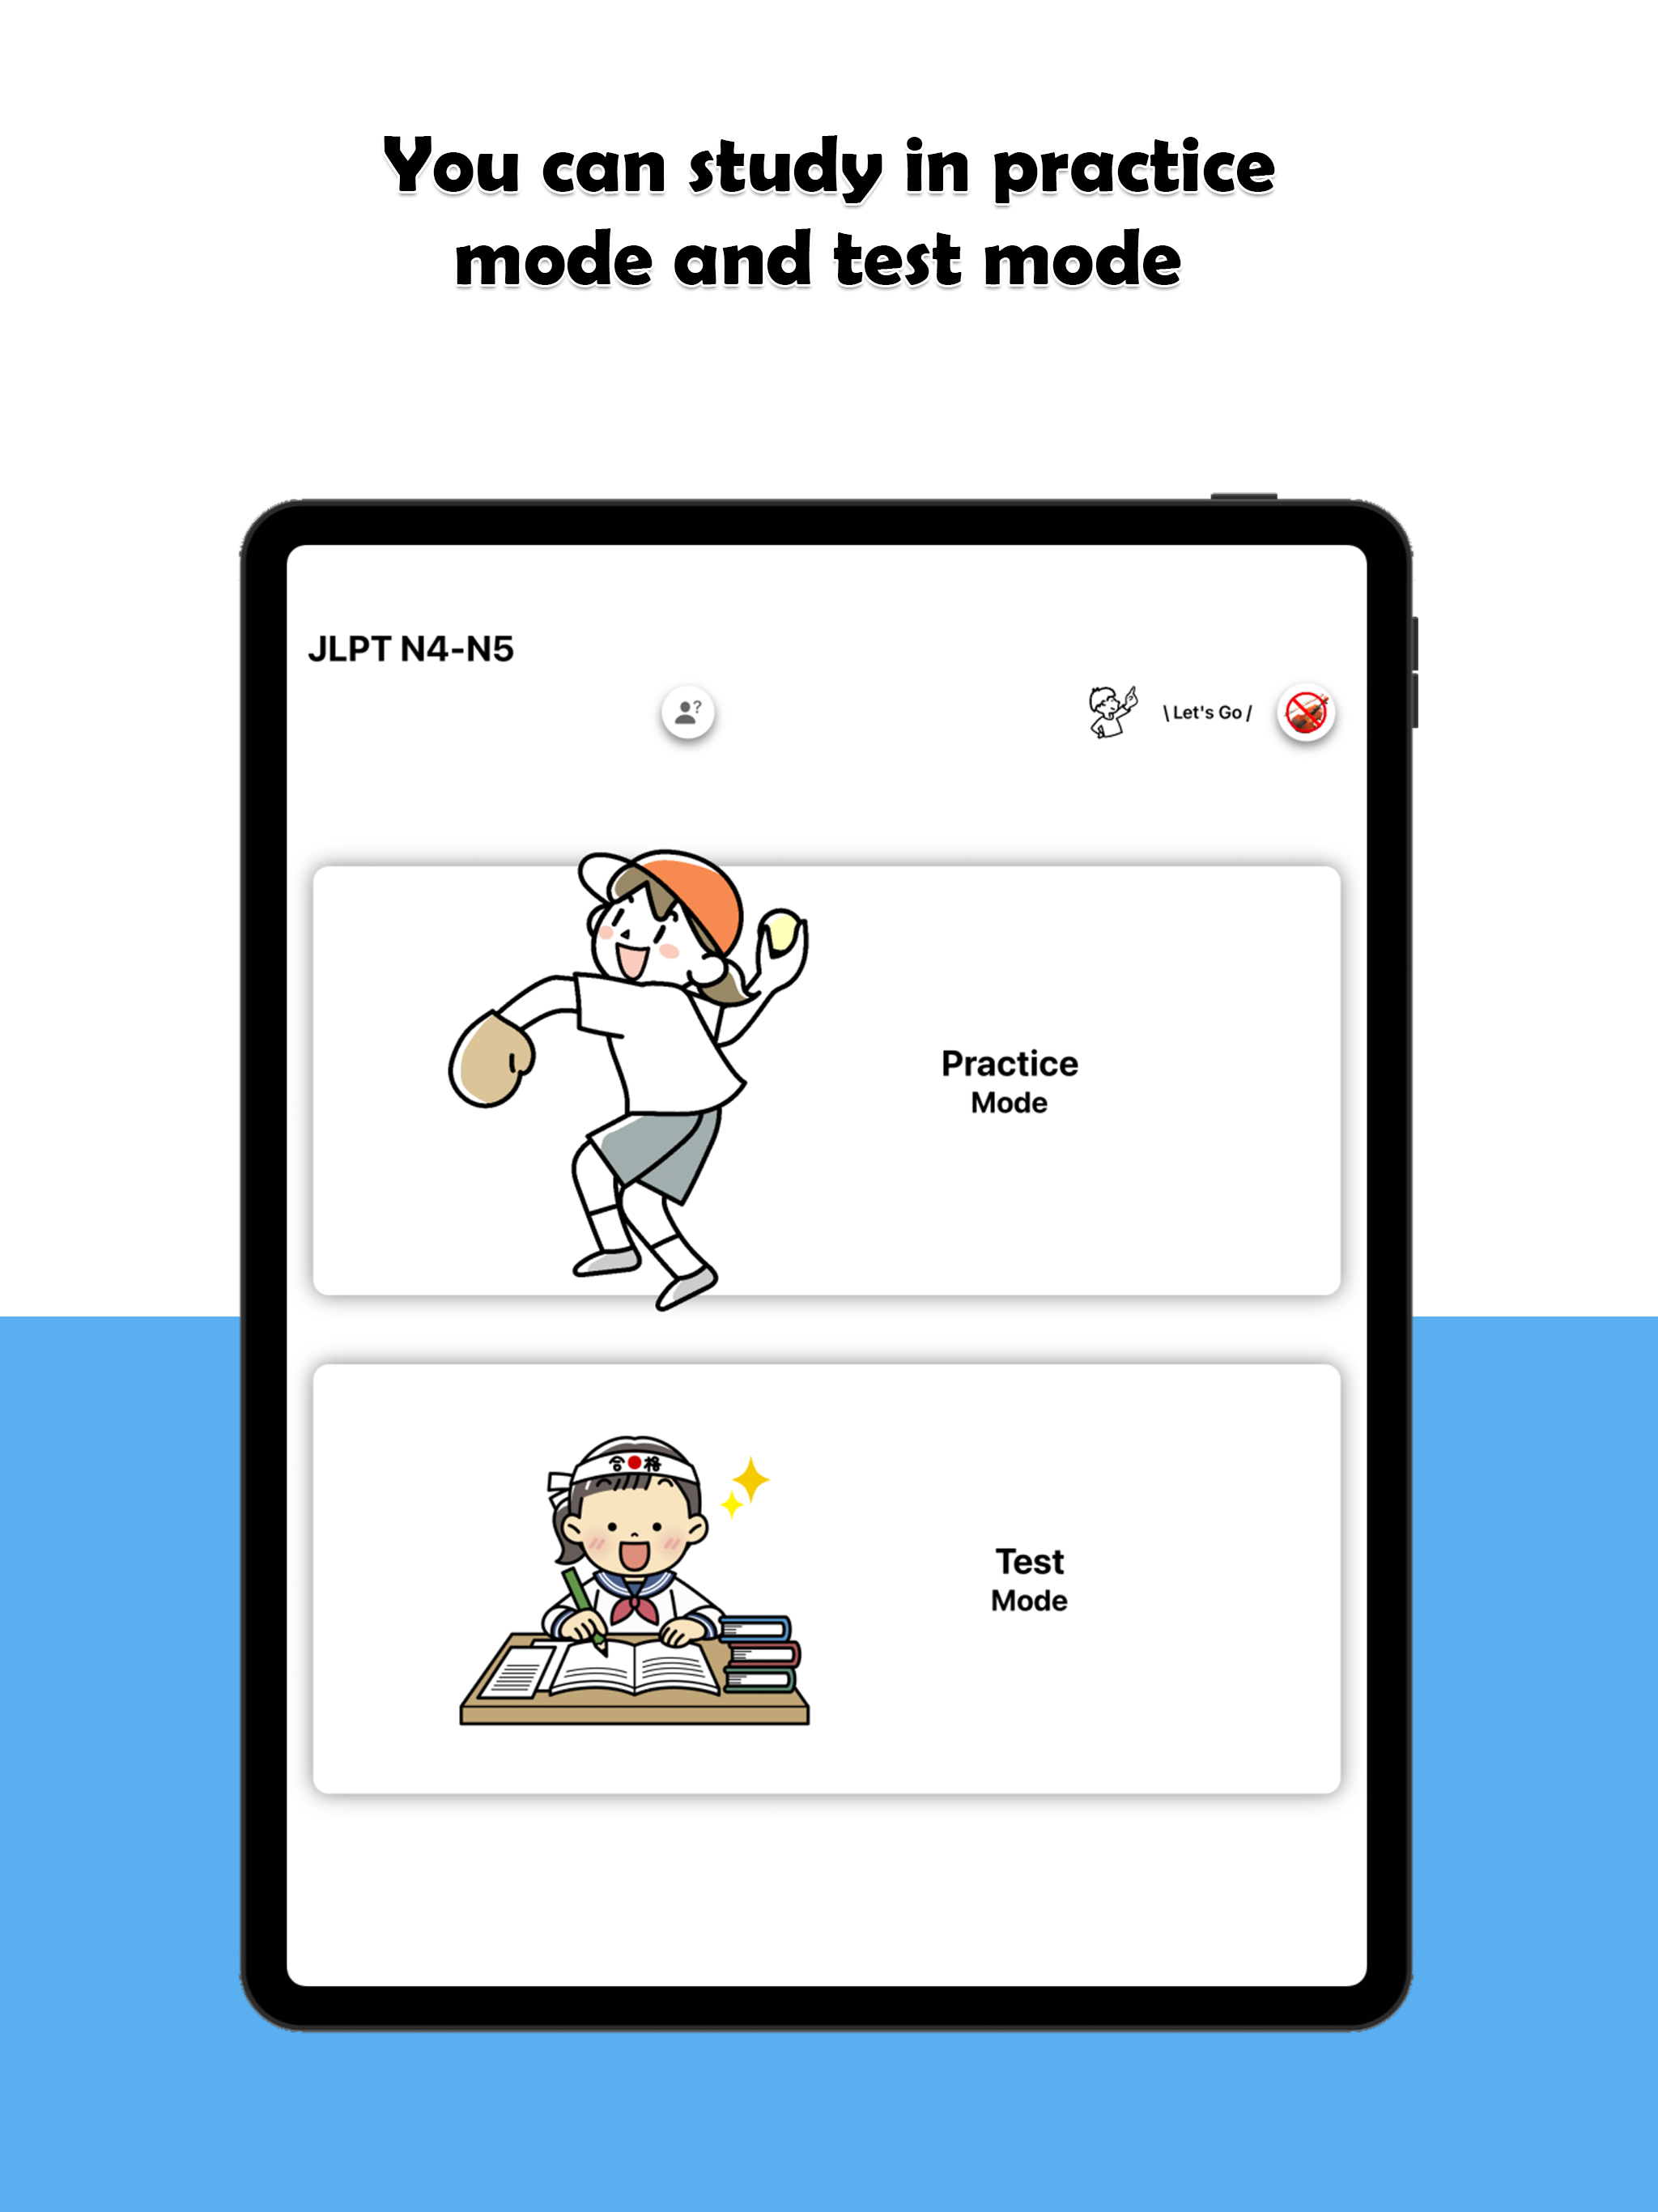 You can study in practice
mode and test mode
JLPT N4-N5
?
\ Let's Go /
Practice
Mode
合格
Test
Mode